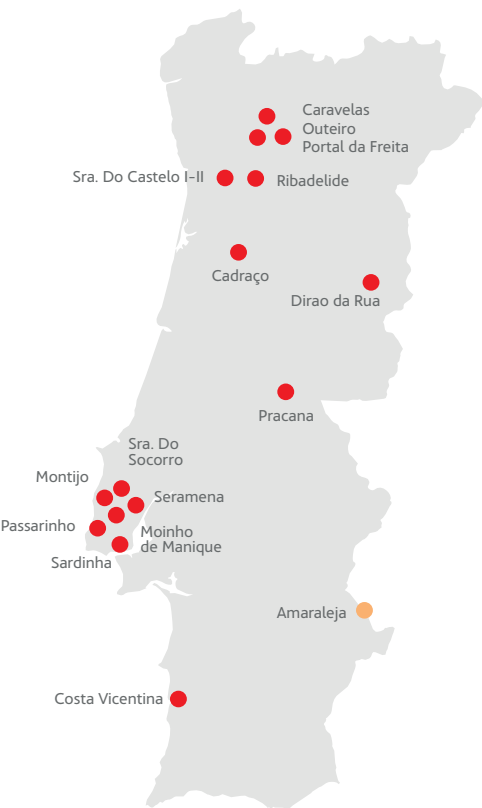 Caravelas
Outeiro
Portal da Freita
Sra. Do Castelo I-II
Ribadelide
Cadraço
Dirao da Rua
Pracana
Sra. Do
Socorro
Montijo
Seramena
Passarinho
Moinho
de Manique
Sardinha
Amaraleja
Costa Vicentina